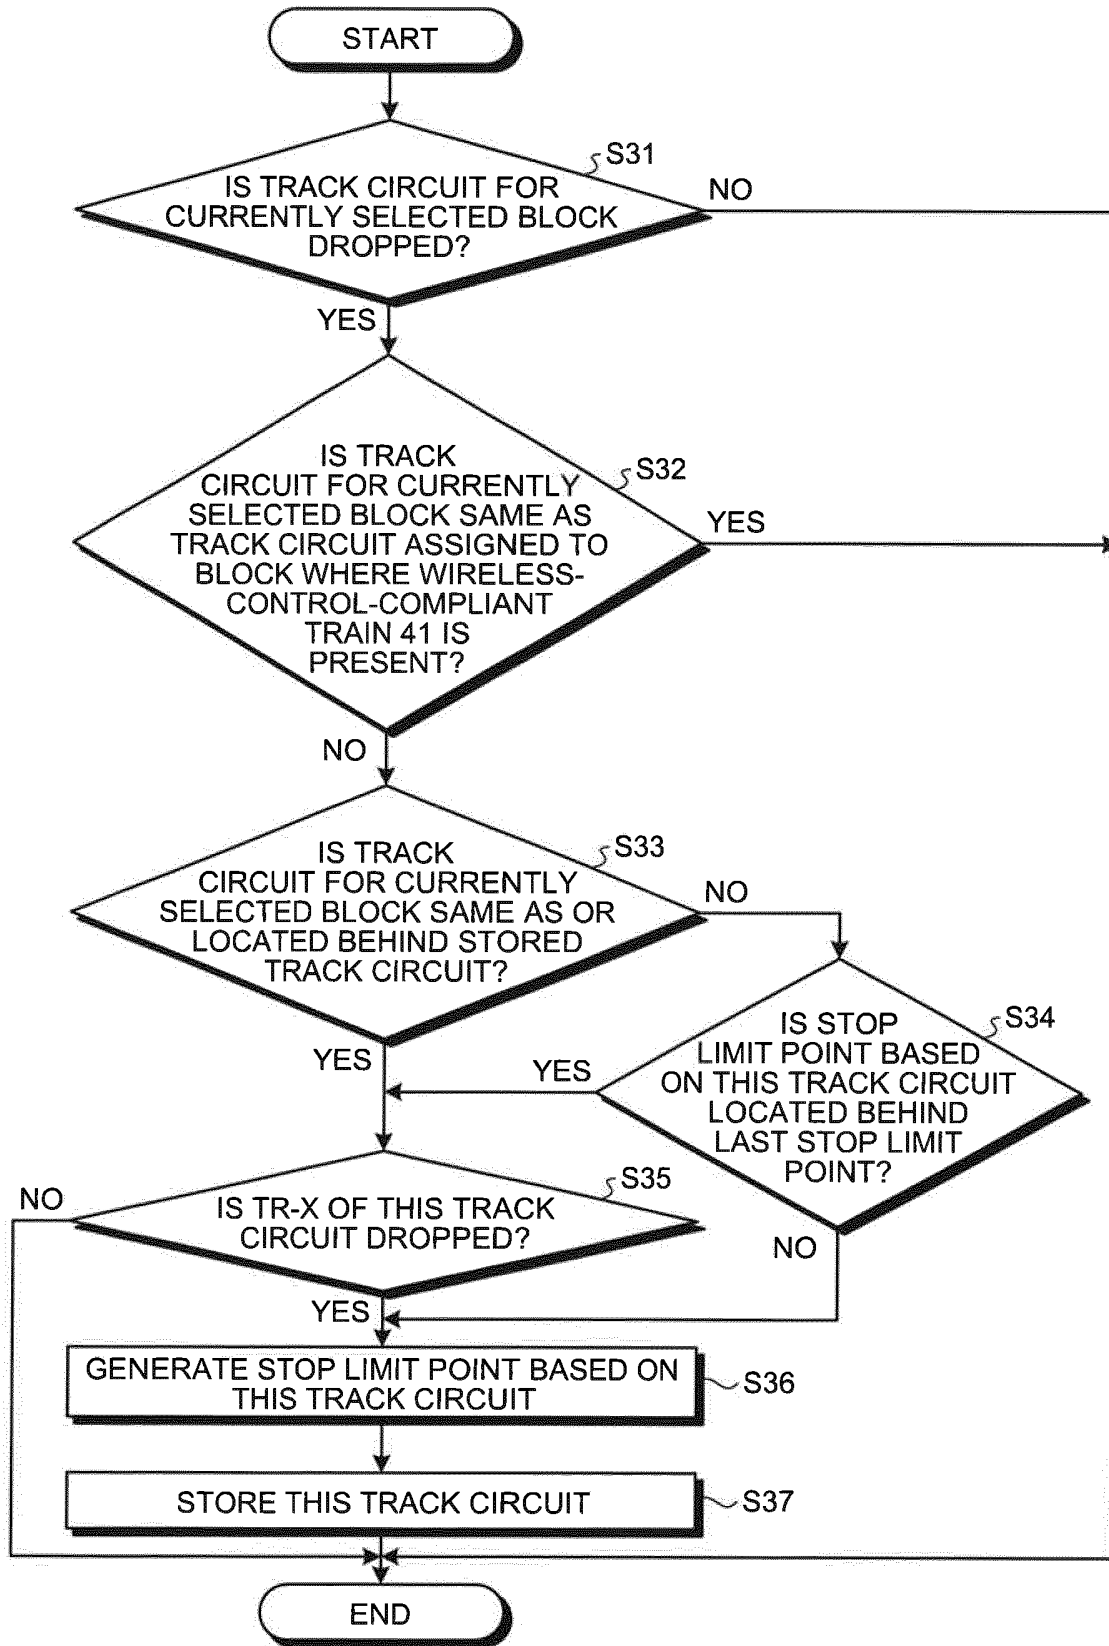 START
S31
IS TRACK CIRCUIT FOR
CURRENTLY SELECTED BLOCK
DROPPED?
NO
YES
S32
IS TRACK
CIRCUIT FOR CURRENTLY
SELECTED BLOCK SAME AS
TRACK CIRCUIT ASSIGNED TO
BLOCK WHERE WIRELESS-
CONTROL-COMPLIANT
TRAIN 41 IS
PRESENT?
YES
NO
S33
IS TRACK
CIRCUIT FOR CURRENTLY
SELECTED BLOCK SAME AS OR
LOCATED BEHIND STORED
TRACK CIRCUIT?
NO
YES
S34
IS STOP
LIMIT POINT BASED
ON THIS TRACK CIRCUIT
LOCATED BEHIND
LAST STOP LIMIT
POINT?
YES
NO
S35
IS TR-X OF THIS TRACK
CIRCUIT DROPPED?
NO
YES
GENERATE STOP LIMIT POINT BASED ON
THIS TRACK CIRCUIT
S36
STORE THIS TRACK CIRCUIT
S37
END